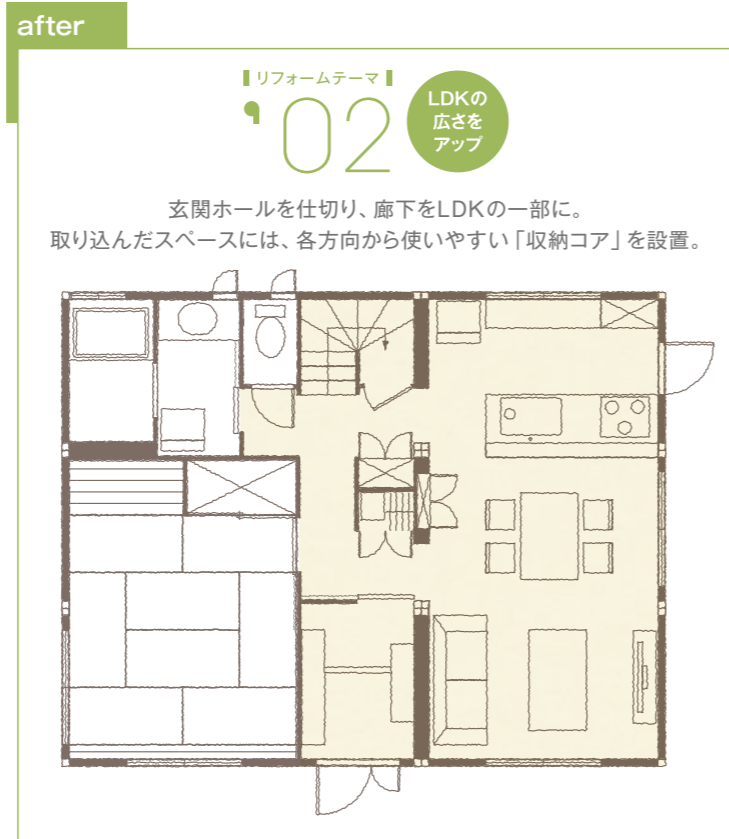 after
リフォームテーマ
'02
LDKの
広さを
アップ
玄関ホールを仕切り、廊下をLDKの一部に。
取り込んだスペースには、各方向から使いやすい「収納コア」を設置。